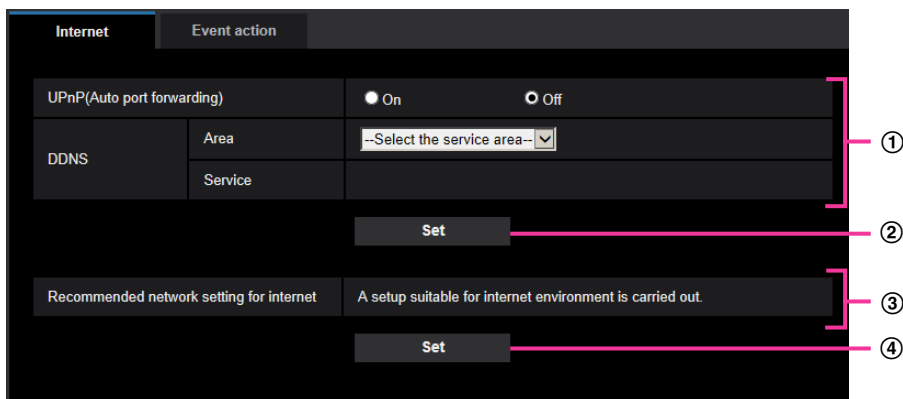 Internet Event action
UPnP(Auto port forwarding) On Off
①
DDNS Area --Select the service area--
Service
Set
②
Recommended network setting for internet A setup suitable for internet environment is carried out.
③
Set
④